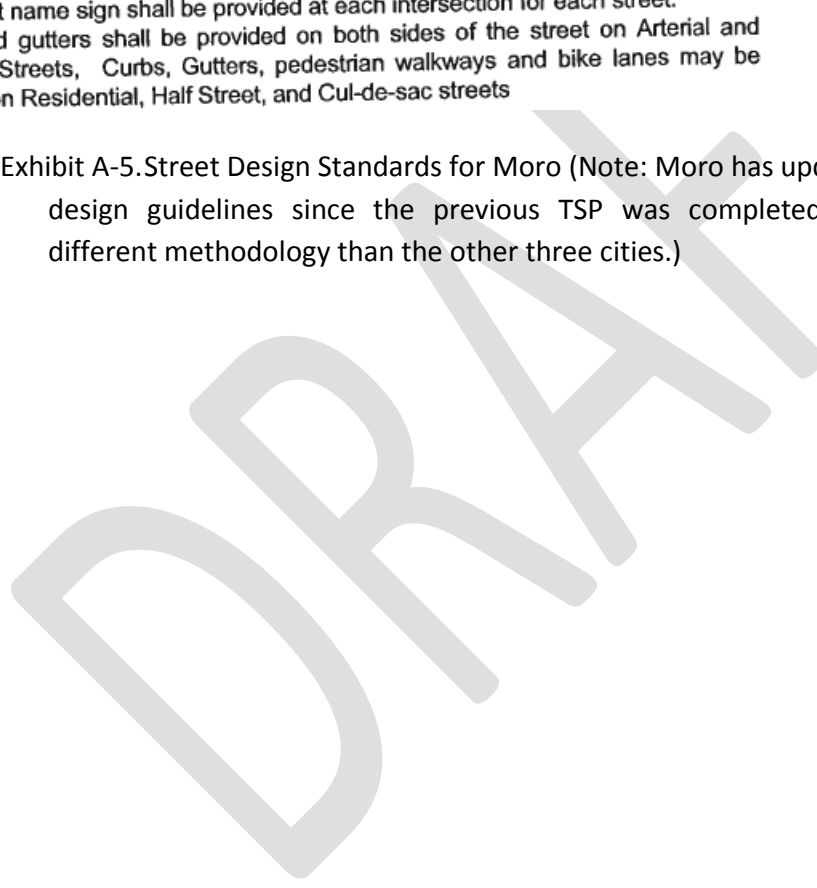 t name sign shall be provided at each intersection for each street.
d gutters shall be provided on both sides of the street on Arterial and
Streets, Curbs, Gutters, pedestrian walkways and bike lanes may be
n Residential, Half Street, and Cul-de-sac streets
Exhibit A-5.Street Design Standards for Moro (Note: Moro has upd
design guidelines since the previous TSP was completed
different methodology than the other three cities.)
DRAF